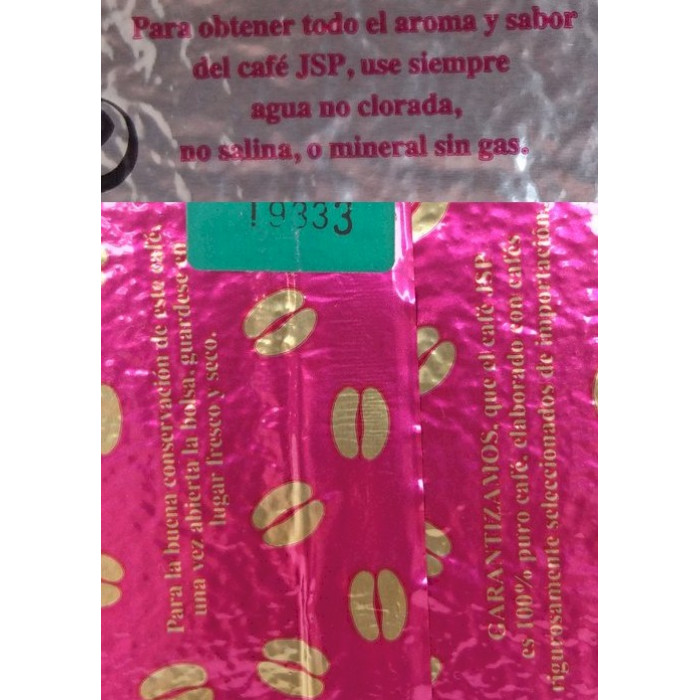 Para obtener todo el aroma y sabor
del café JSP, use siempre
agua no clorada,
no salina, o mineral sin gas.
19333
Para la buena conservación de este café,
una vez abierta la bolsa, guardese en
lugar fresco y seco.
GARANTIZAMOS, que el café JSP
es 100% puro café, elaborado con cafés
rigurosamente seleccionados de importación.